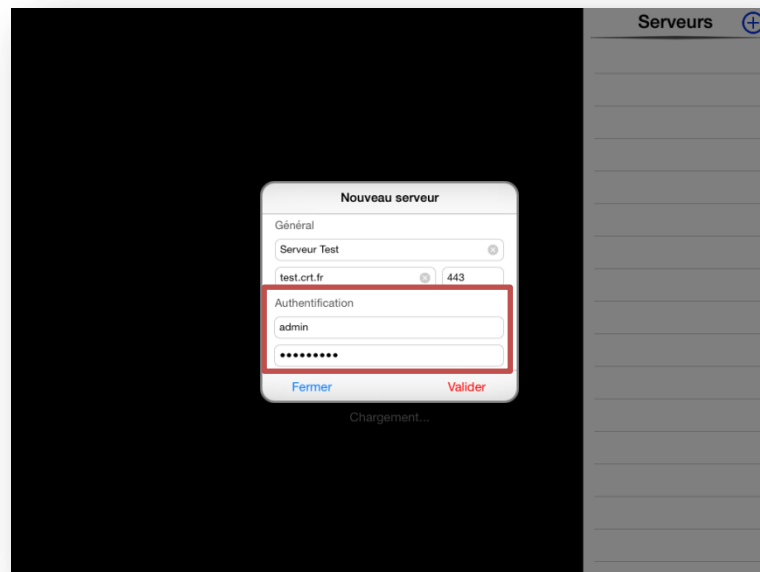 Serveurs
Nouveau serveur
Général
Serveur Test
test.crt.fr 443
Authentification
admin
•••••••••
Fermer Valider
Chargement...